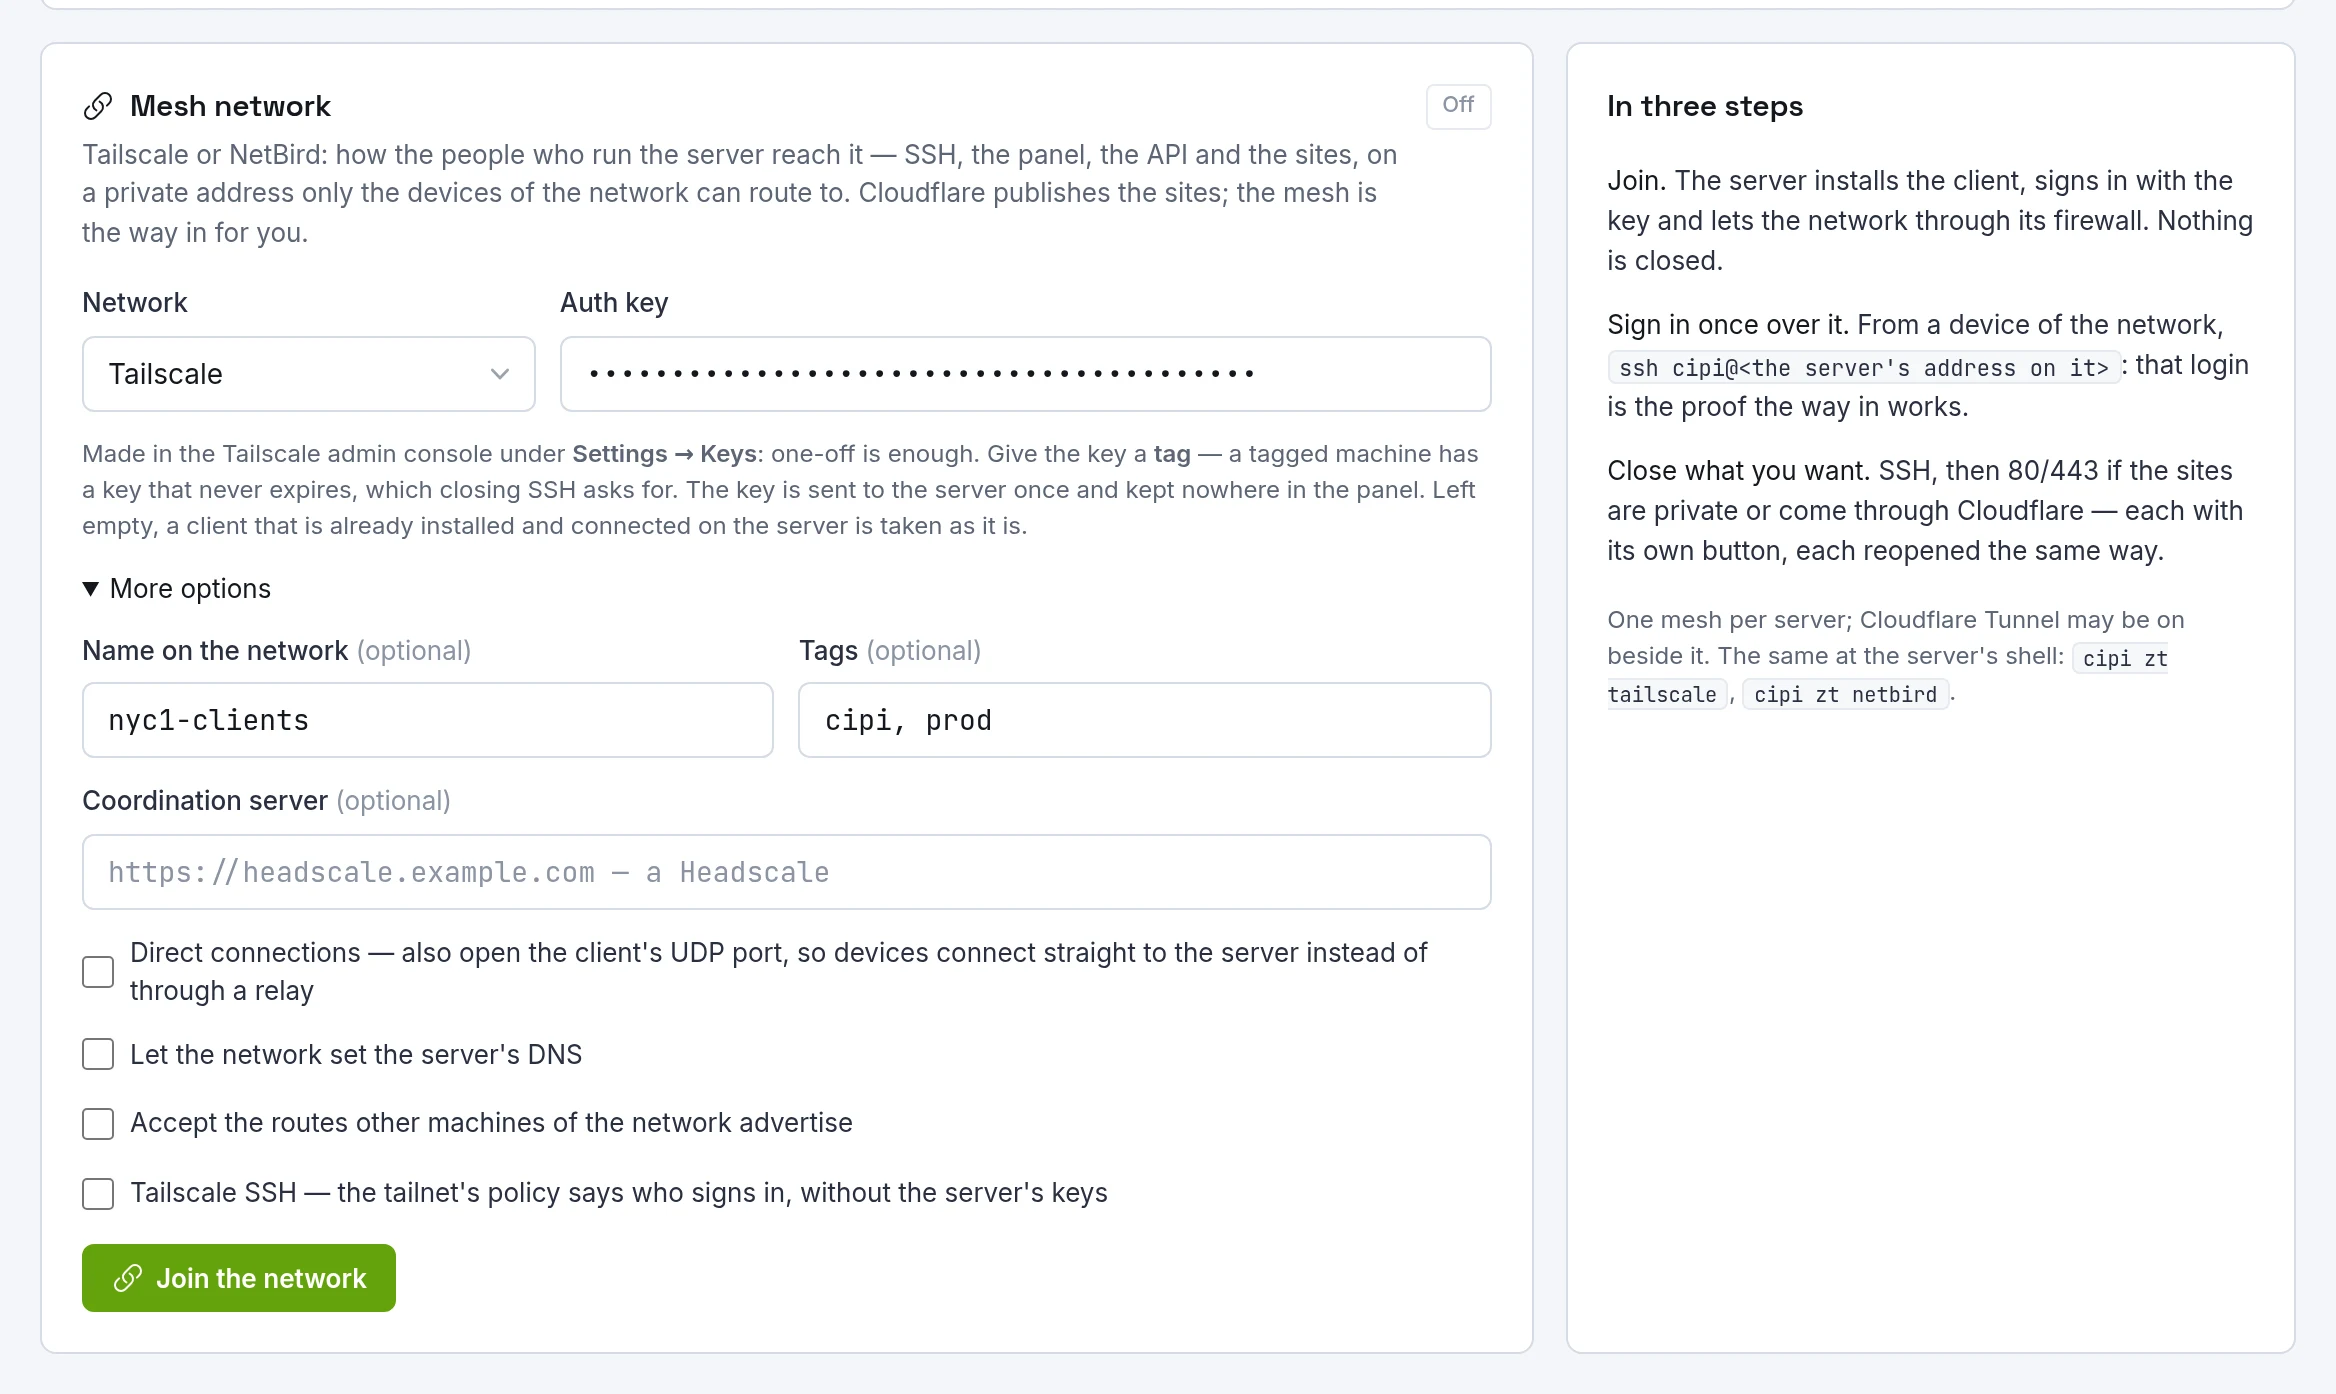 Mesh network
Off
Tailscale or NetBird: how the people who run the server reach it — SSH, the panel, the API and the sites, on
a private address only the devices of the network can route to. Cloudflare publishes the sites; the mesh is
the way in for you.
Network
Auth key
Tailscale
••••••••••••••••••••••••••••••••••••••••
Made in the Tailscale admin console under Settings → Keys: one-off is enough. Give the key a tag — a tagged machine has
a key that never expires, which closing SSH asks for. The key is sent to the server once and kept nowhere in the panel. Left
empty, a client that is already installed and connected on the server is taken as it is.
▼ More options
Name on the network (optional)
Tags (optional)
nyc1-clients
cipi, prod
Coordination server (optional)
https://headscale.example.com — a Headscale
Direct connections — also open the client's UDP port, so devices connect straight to the server instead of
through a relay
Let the network set the server's DNS
Accept the routes other machines of the network advertise
Tailscale SSH — the tailnet's policy says who signs in, without the server's keys
Join the network
In three steps
Join. The server installs the client, signs in with the
key and lets the network through its firewall. Nothing
is closed.
Sign in once over it. From a device of the network,
ssh cipi@<the server's address on it>: that login
is the proof the way in works.
Close what you want. SSH, then 80/443 if the sites
are private or come through Cloudflare — each with
its own button, each reopened the same way.
One mesh per server; Cloudflare Tunnel may be on
beside it. The same at the server's shell: cipi zt
tailscale, cipi zt netbird.